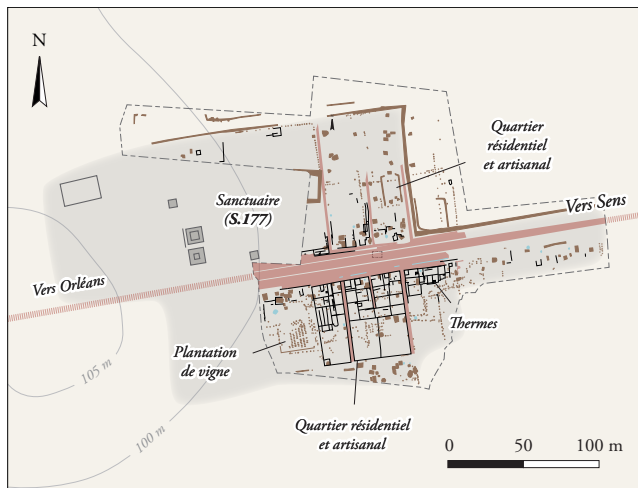 N
Quartier
résidentiel
et artisanal
Sanctuaire
(S.177)
Vers Sens
Vers Orléans
Thermes
Plantation
de vigne
105 m
100 m
Quartier résidentiel
et artisanal
0 50 100 m